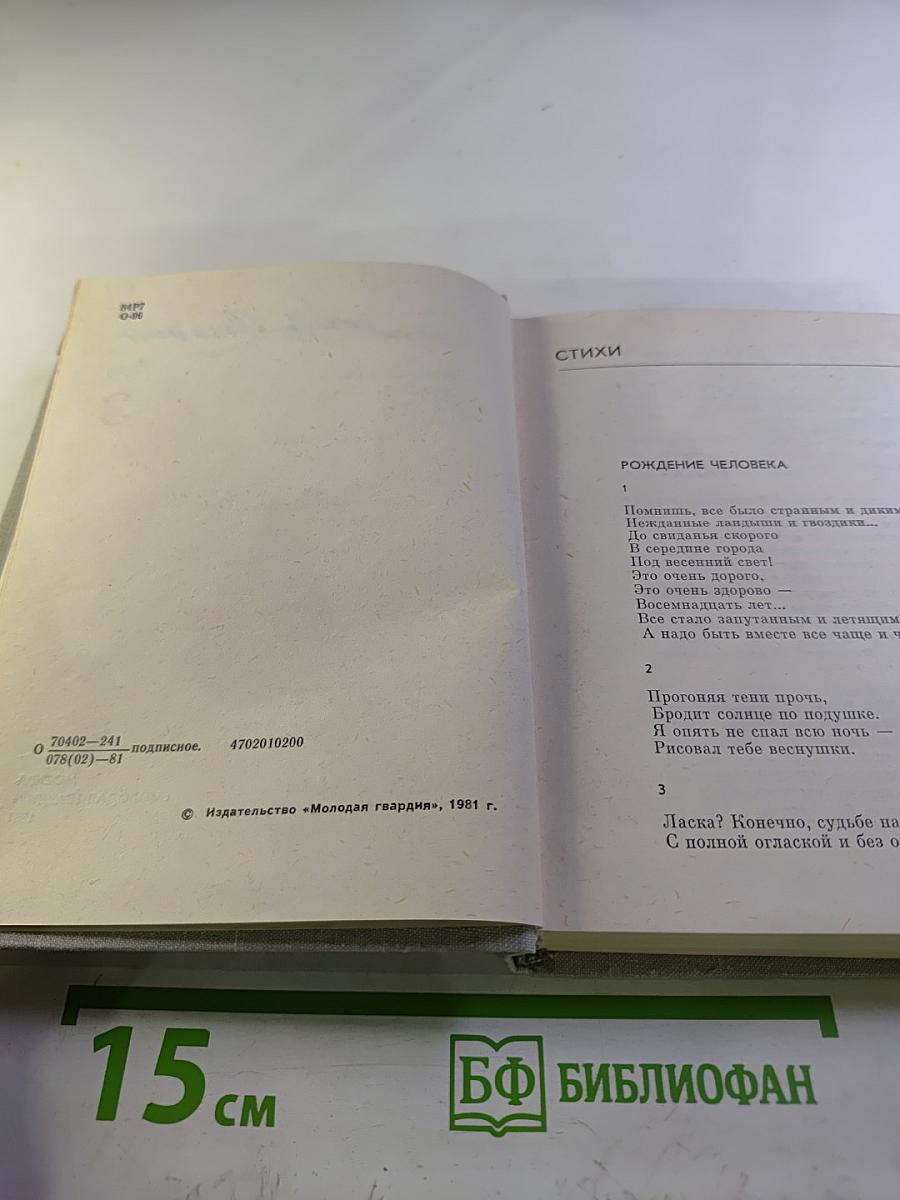 84Р7
О-96
О 70402—241 подписное. 4702010200
078(02)—81
© Издательство «Молодая гвардия», 1981 г.
СТИХИ
РОЖДЕНИЕ ЧЕЛОВЕКА
1
Помнишь, все было странным и диким
Нежданные ландыши и гвоздики...
До свиданья скорого
В середине города
Под весенний свет!
Это очень дорого,
Это очень здорово —
Восемнадцать лет...
Все стало запутанным и летящим
А надо быть вместе все чаще и ч
2
Прогоняя тени прочь,
Бродит солнце по подушке.
Я опять не спал всю ночь —
Рисовал тебе веснушки.
3
Ласка? Конечно, судьбе на
С полной оглаской и без о
15 см
БФ БИБЛИОФАН